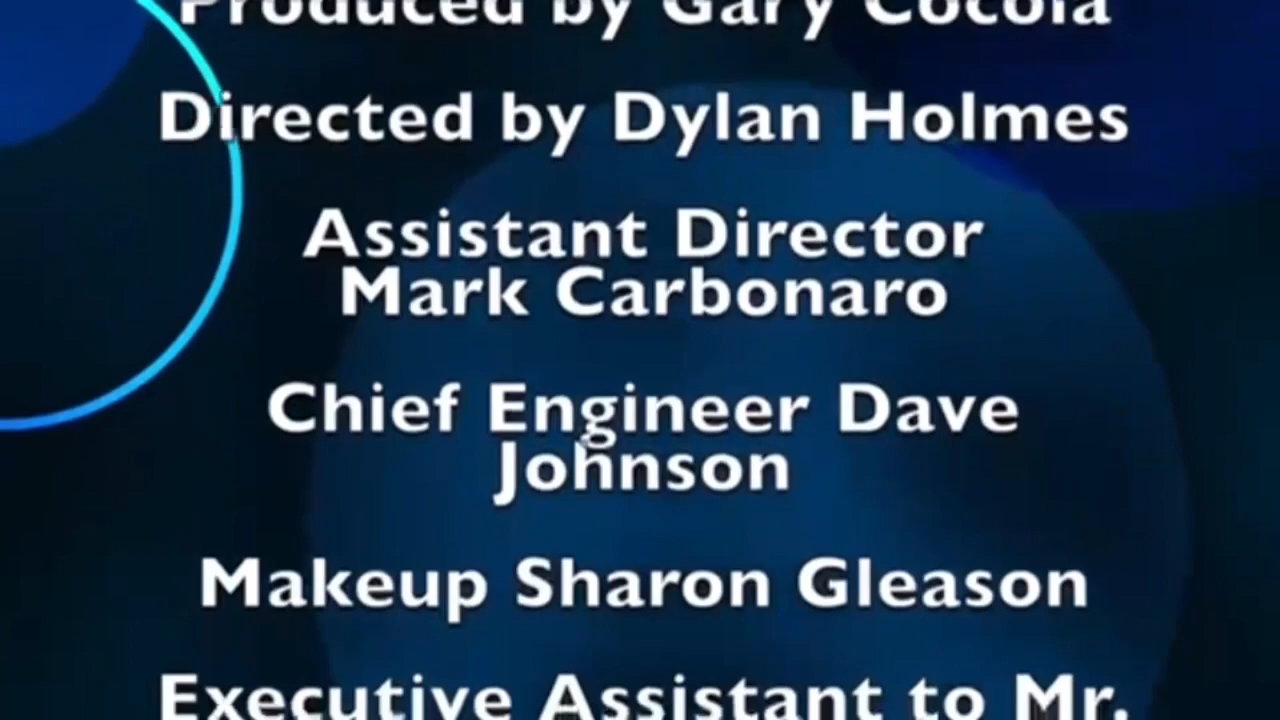 Produced by Gary Cocola
Directed by Dylan Holmes
Assistant Director
Mark Carbonaro
Chief Engineer Dave
Johnson
Makeup Sharon Gleason
Executive Assistant to Mr.